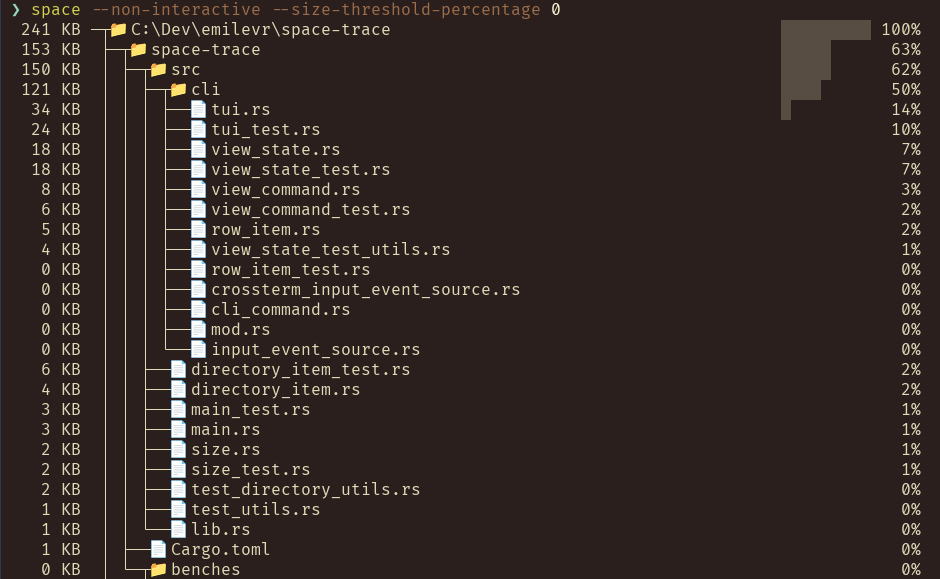 ❯ space --non-interactive --size-threshold-percentage 0
241 KB C:\Dev\emilevr\space-trace 100%
153 KB space-trace 63%
150 KB src 62%
121 KB cli 50%
34 KB tui.rs 14%
24 KB tui_test.rs 10%
18 KB view_state.rs 7%
18 KB view_state_test.rs 7%
8 KB view_command.rs 3%
6 KB view_command_test.rs 2%
5 KB row_item.rs 2%
4 KB view_state_test_utils.rs 1%
0 KB row_item_test.rs 0%
0 KB crossterm_input_event_source.rs 0%
0 KB cli_command.rs 0%
0 KB mod.rs 0%
0 KB input_event_source.rs 0%
6 KB directory_item_test.rs 2%
4 KB directory_item.rs 2%
3 KB main_test.rs 1%
3 KB main.rs 1%
2 KB size.rs 1%
2 KB size_test.rs 1%
2 KB test_directory_utils.rs 0%
1 KB test_utils.rs 0%
1 KB lib.rs 0%
1 KB Cargo.toml 0%
0 KB benches 0%